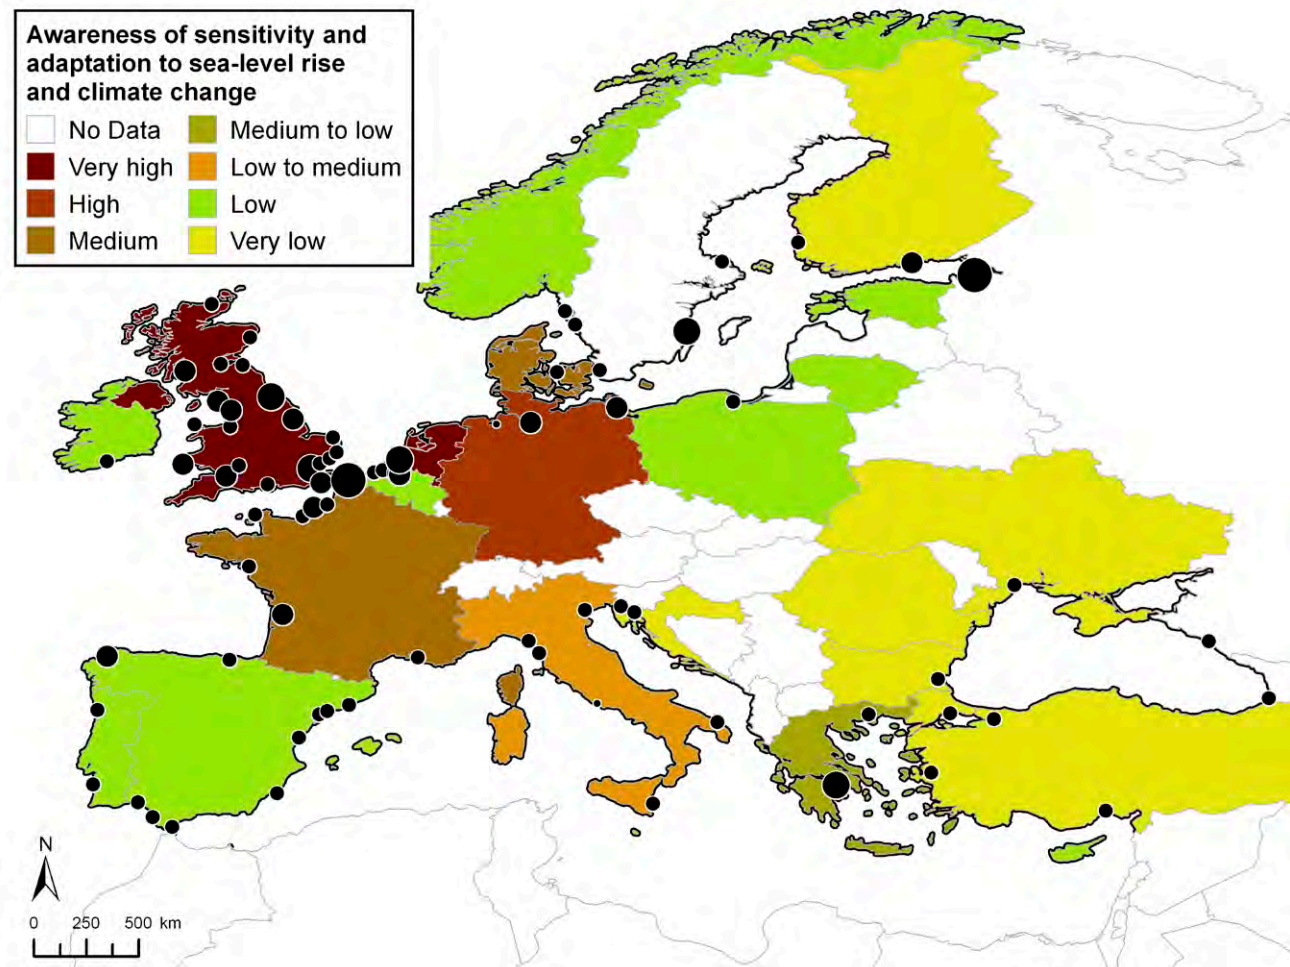 Awareness of sensitivity and
adaptation to sea-level rise
and climate change
No Data
Very high
High
Medium
Medium to low
Low to medium
Low
Very low
N
0 250 500 km